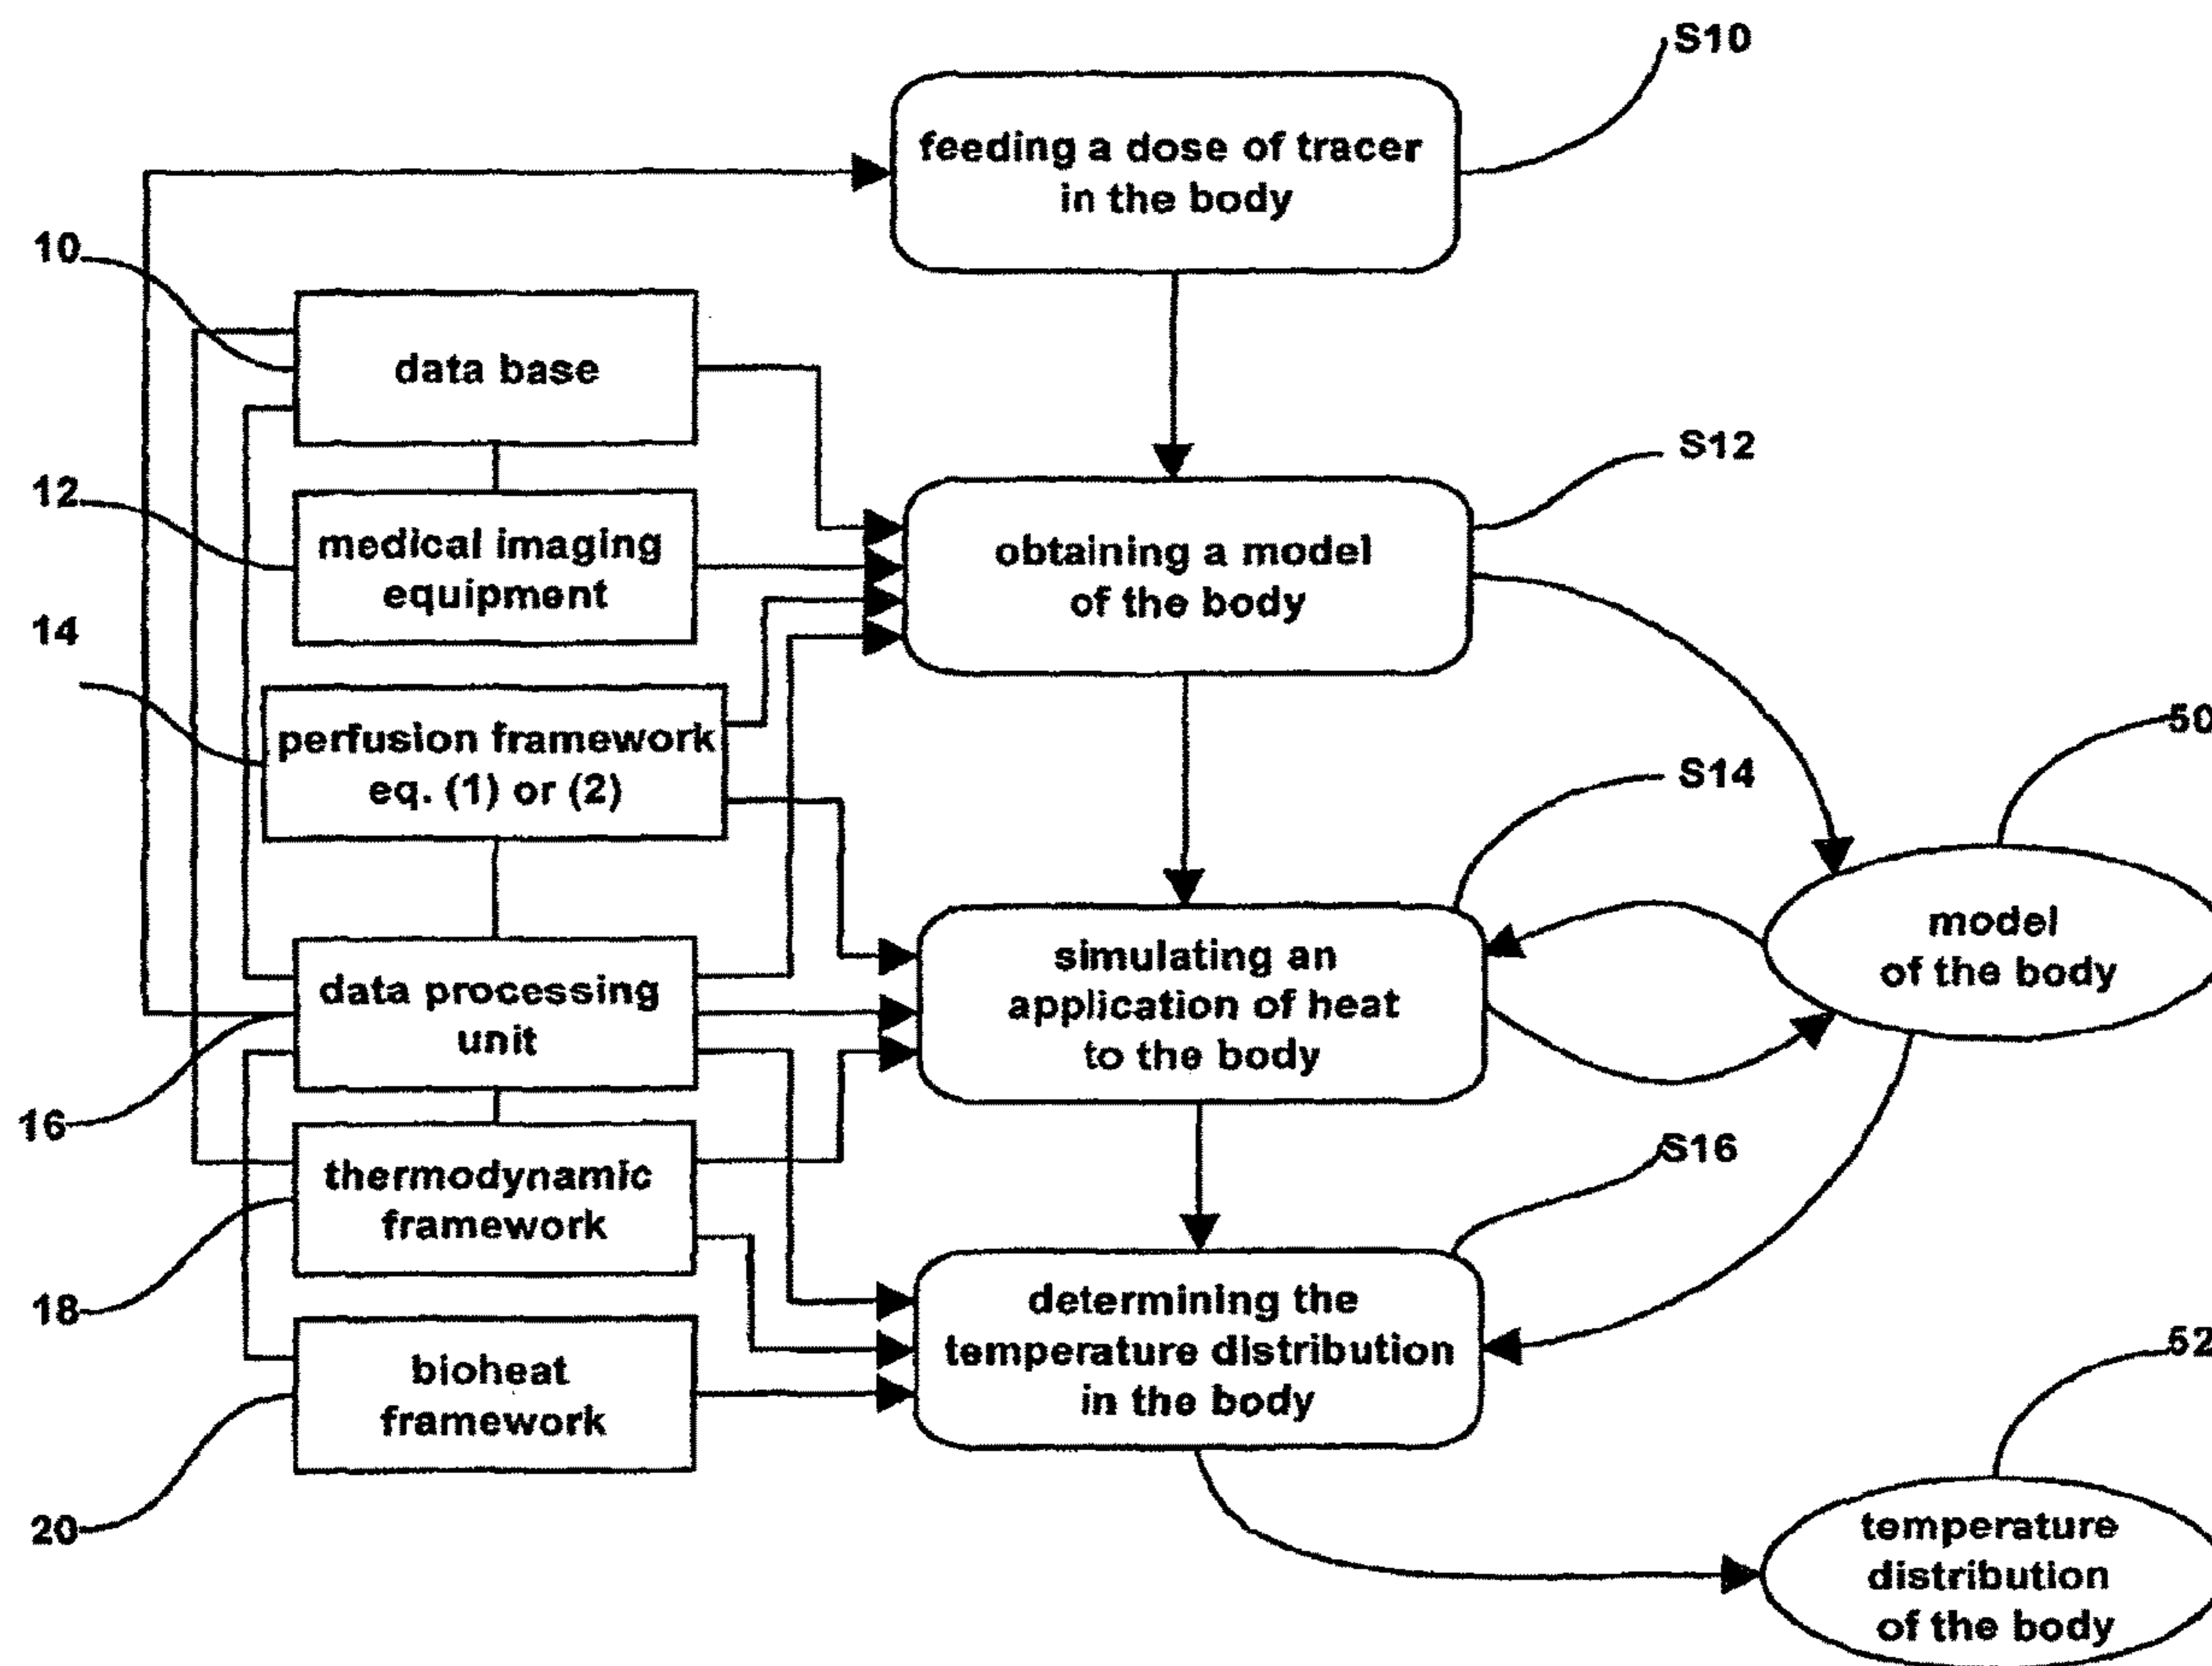 S10
feeding a dose of tracer
in the body
10
data base
S12
12
medical imaging
equipment
obtaining a model
of the body
14
perfusion framework
eq. (1) or (2)
50
S14
model
of the body
simulating an
application of heat
to the body
data processing
unit
16
S16
thermodynamic
framework
18
determining the
temperature distribution
in the body
52
bioheat
framework
20
temperature
distribution
of the body